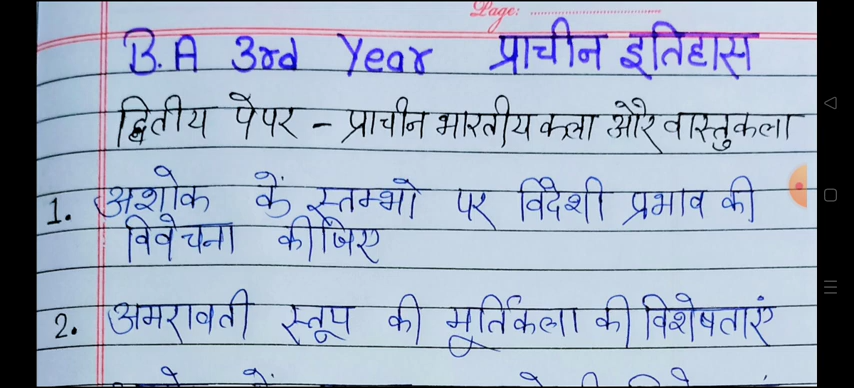 Page:
B.A 3rd Year प्राचीन इतिहास
द्वितीय पेपर - प्राचीन भारतीय कला और वास्तुकला
1. अशोक कें स्तम्भो पर विदेशी प्रभाव की
विवेचना कीजिए
2. अमरावती स्तूप की मूर्तिकला की विशेषताएं